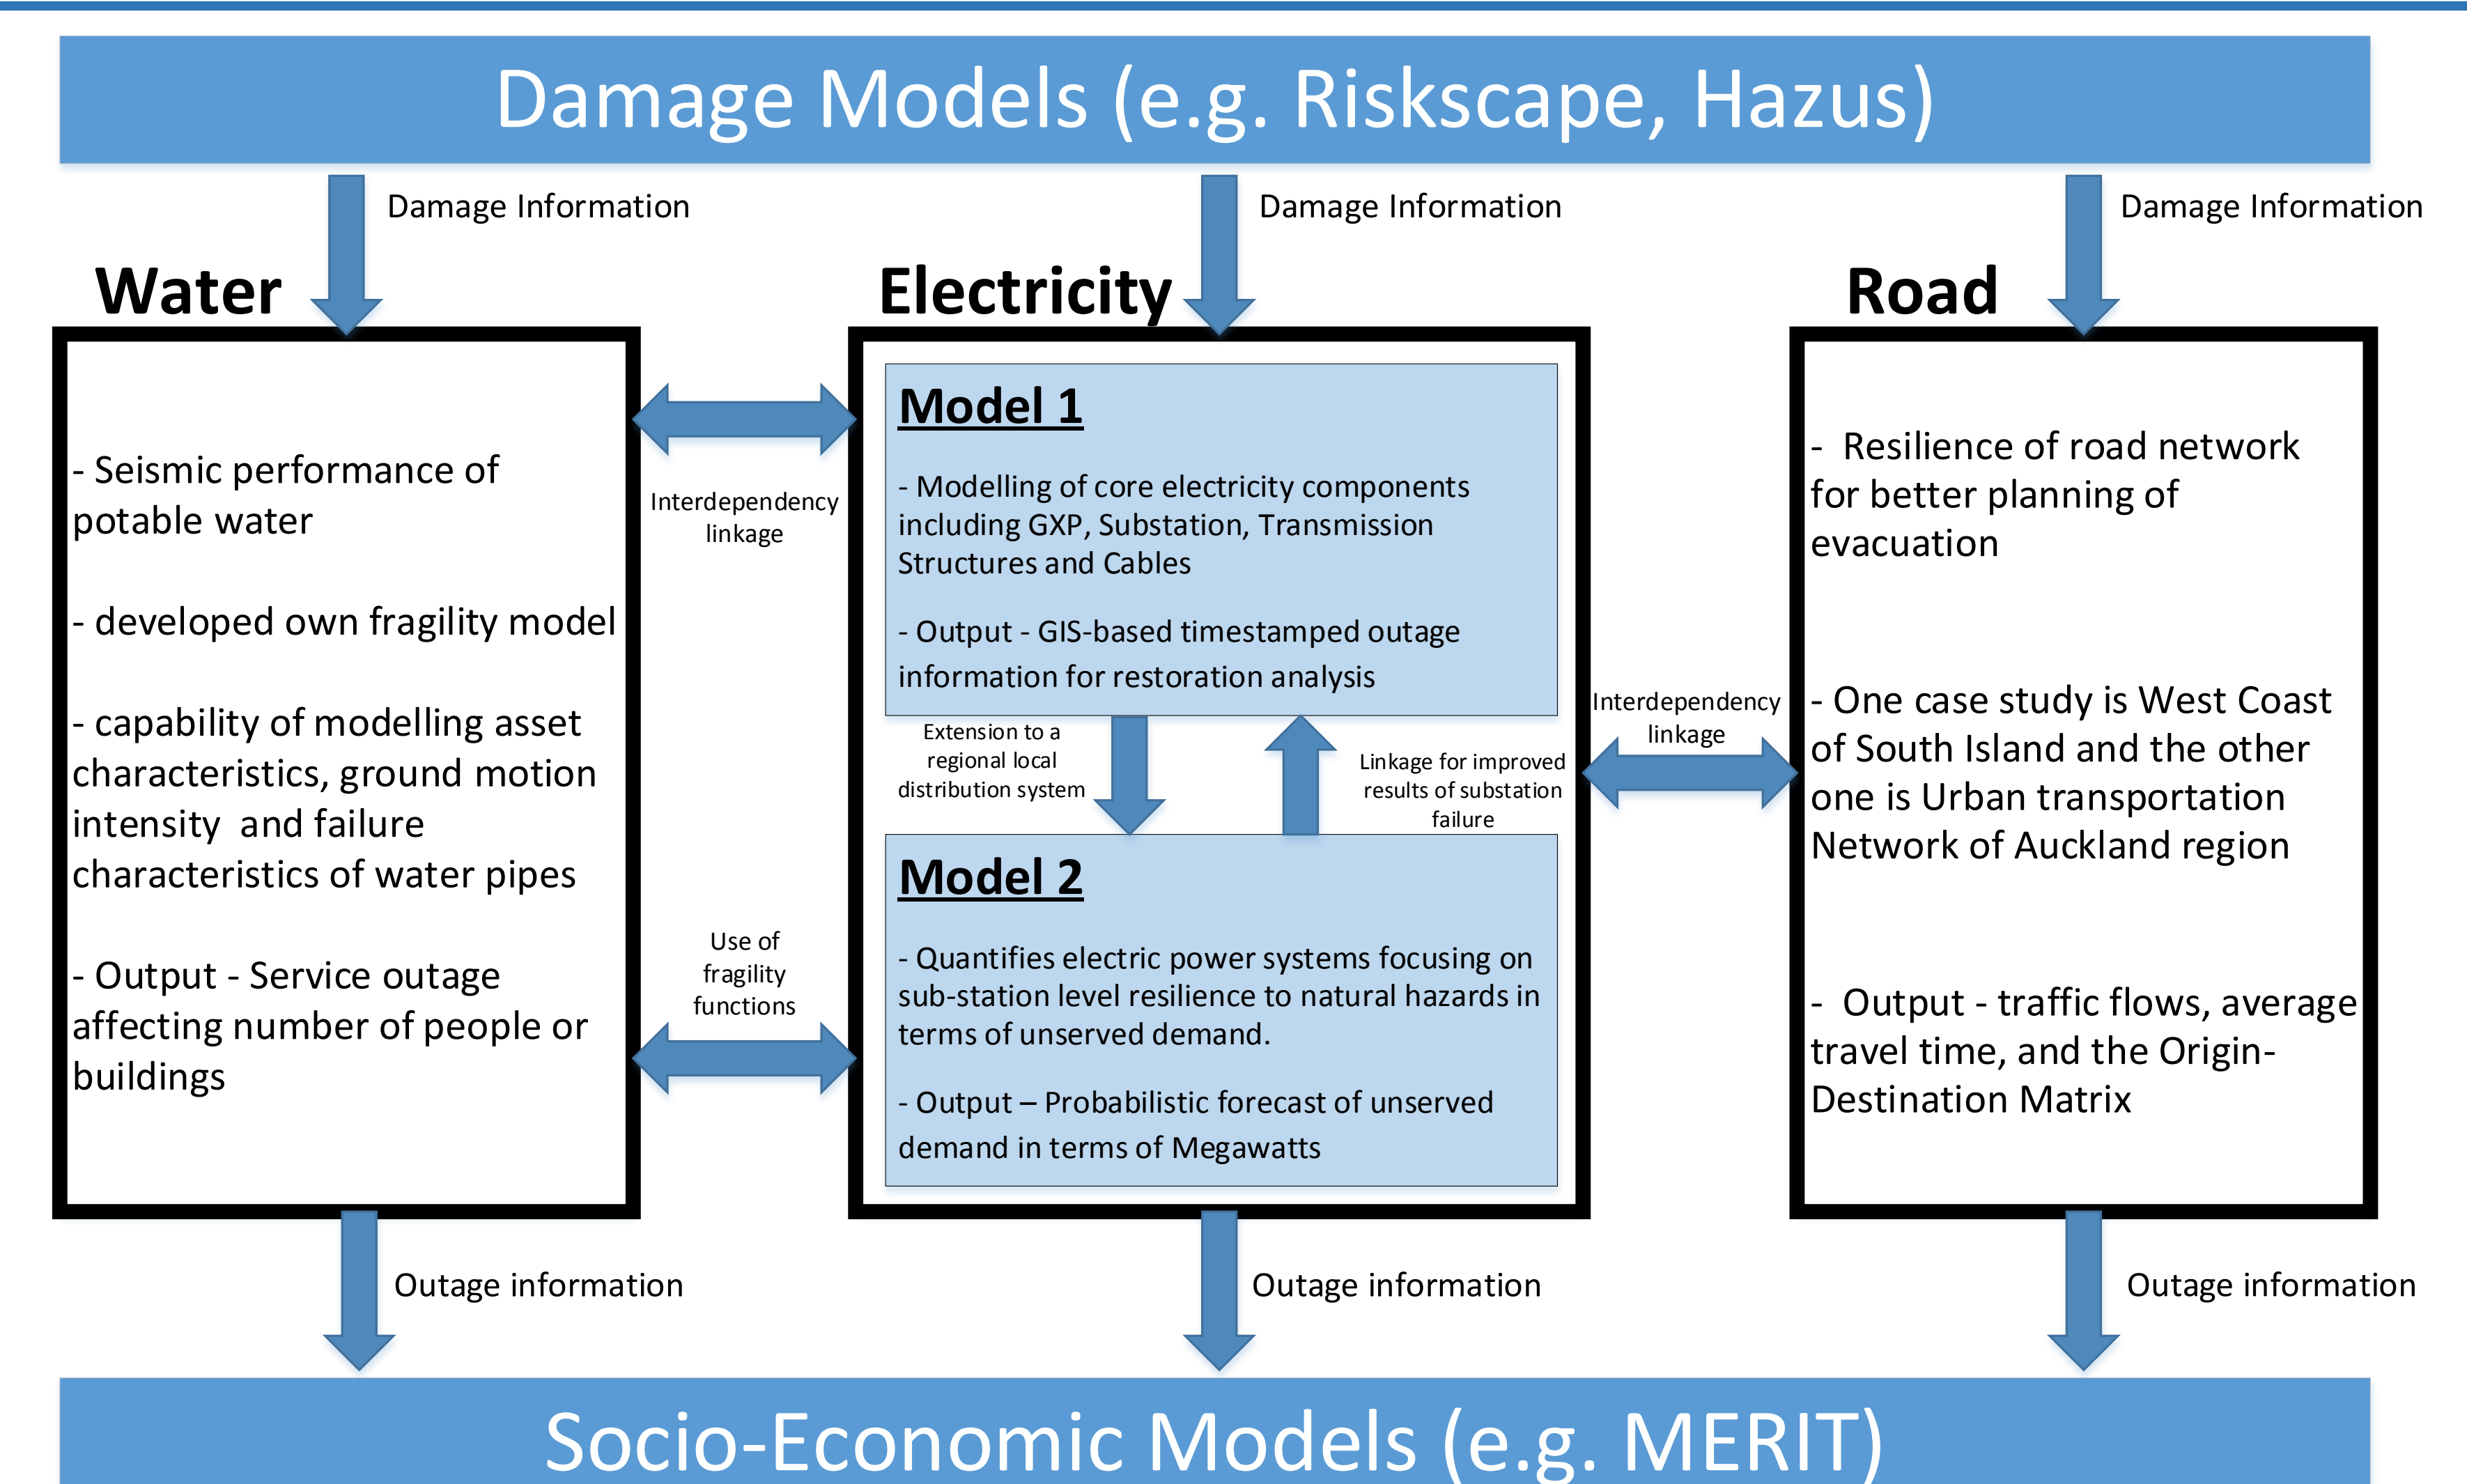 Damage Models (e.g. Riskscape, Hazus)
Damage Information
Damage Information
Damage Information
Water
Electricity
Road
- Seismic performance of
potable water
- developed own fragility model
- capability of modelling asset
characteristics, ground motion
intensity  and failure
characteristics of water pipes
- Output - Service outage
affecting number of people or
buildings
Interdependency
linkage
Use of
fragility
functions
Model 1
- Modelling of core electricity components
including GXP, Substation, Transmission
Structures and Cables
- Output - GIS-based timestamped outage
information for restoration analysis
Extension to a
regional local
distribution system
Linkage for improved
results of substation
failure
Model 2
- Quantifies electric power systems focusing on
sub-station level resilience to natural hazards in
terms of unserved demand.
- Output – Probabilistic forecast of unserved
demand in terms of Megawatts
Interdependency
linkage
-  Resilience of road network
for better planning of
evacuation
- One case study is West Coast
of South Island and the other
one is Urban transportation
Network of Auckland region
-  Output - traffic flows, average
travel time, and the Origin-
Destination Matrix
Outage information
Outage information
Outage information
Socio-Economic Models (e.g. MERIT)